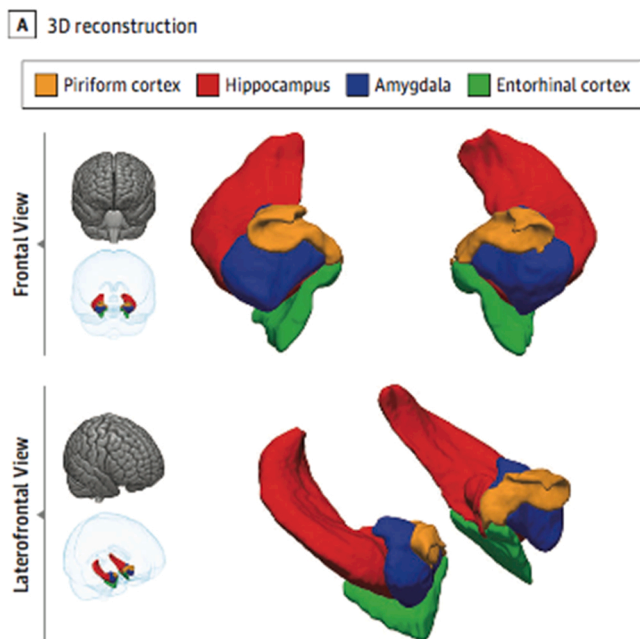 A 3D reconstruction
Piriform cortex Hippocampus Amygdala Entorhinal cortex
Frontal View
Laterofrontal View